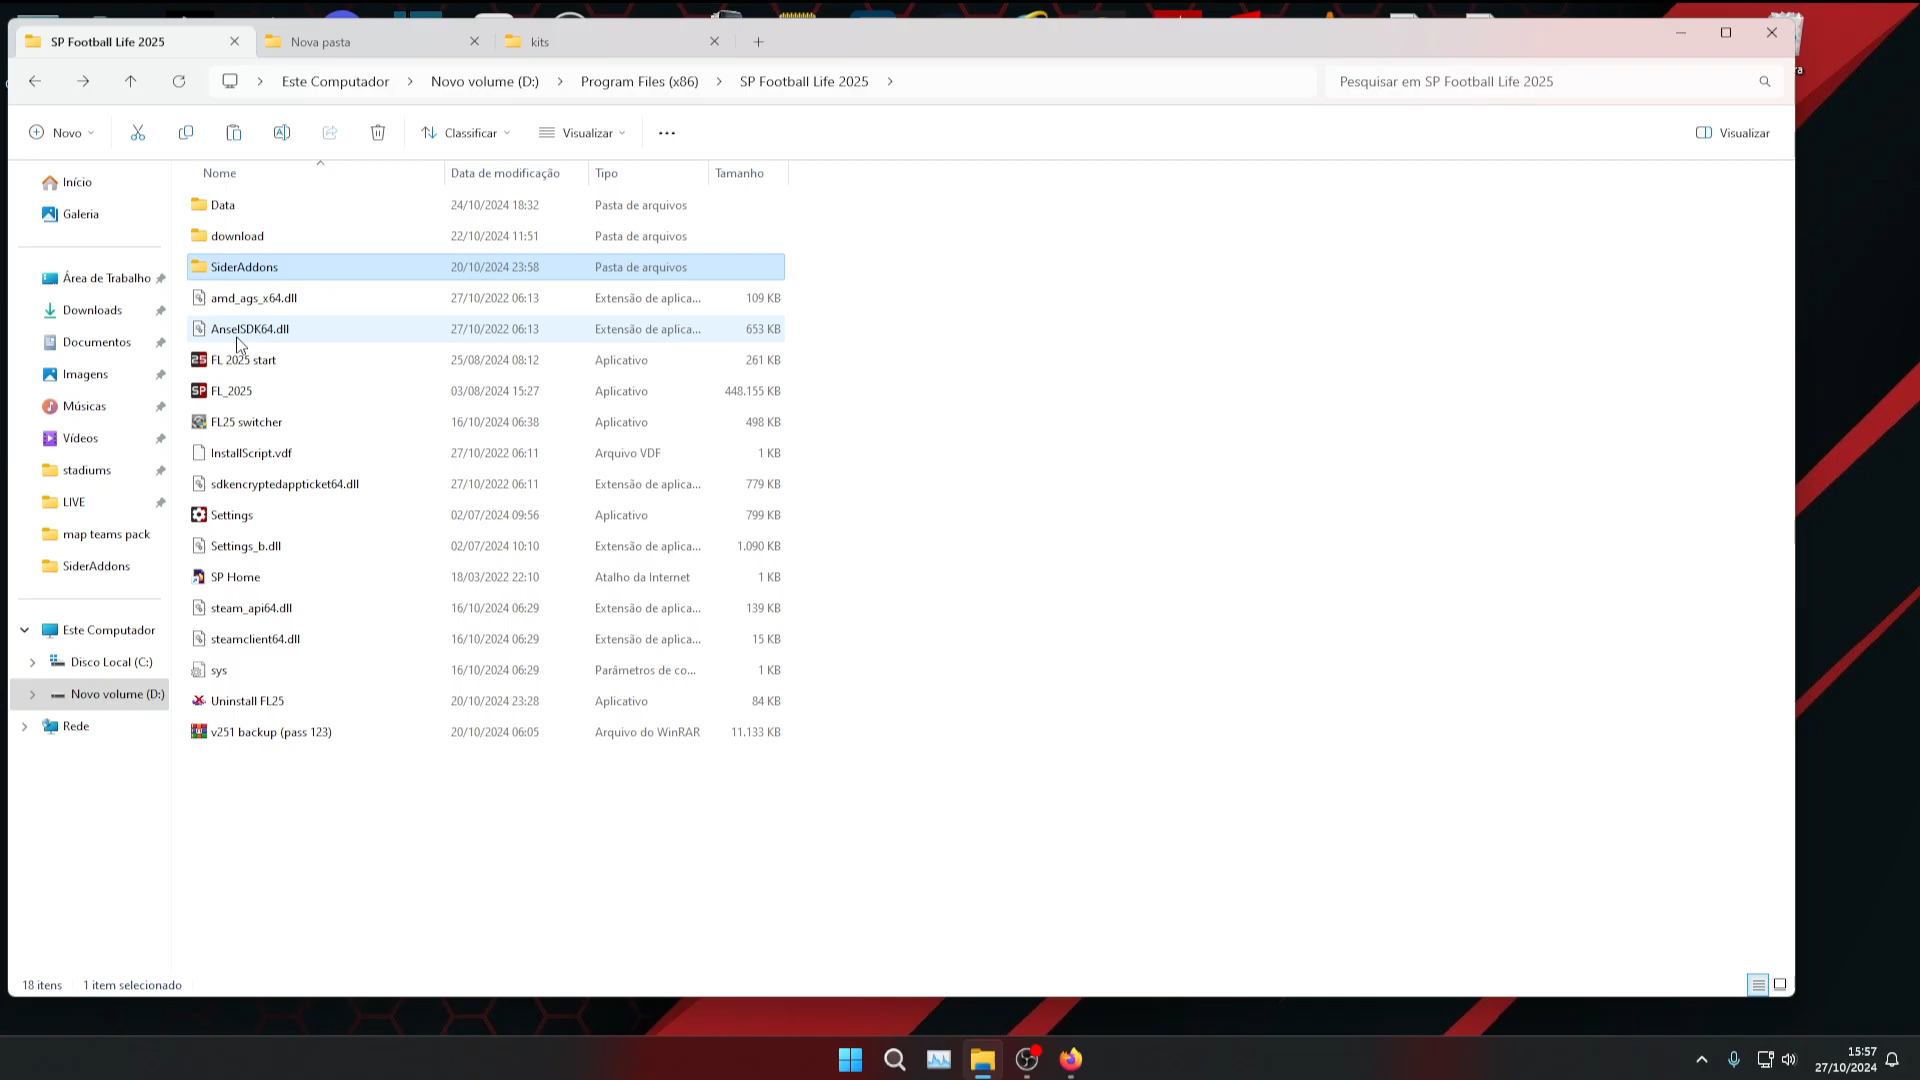 SP Football Life 2025
Nova pasta
kits
Este Computador
Novo volume (D:)
Program Files (x86)
SP Football Life 2025
Pesquisar em SP Football Life 2025
Novo
Classificar
Visualizar
Visualizar
Nome Data de modificação Tipo Tamanho
Data 24/10/2024 18:32 Pasta de arquivos
download 22/10/2024 11:51 Pasta de arquivos
SiderAddons 20/10/2024 23:58 Pasta de arquivos
amd_ags_x64.dll 27/10/2022 06:13 Extensão de aplica... 109 KB
AnselSDK64.dll 27/10/2022 06:13 Extensão de aplica... 653 KB
FL 2025 start 25/08/2024 08:12 Aplicativo 261 KB
FL_2025 03/08/2024 15:27 Aplicativo 448.155 KB
FL25 switcher 16/10/2024 06:38 Aplicativo 498 KB
InstallScript.vdf 27/10/2022 06:11 Arquivo VDF 1 KB
sdkencryptedappticket64.dll 27/10/2022 06:11 Extensão de aplica... 779 KB
Settings 02/07/2024 09:56 Aplicativo 799 KB
Settings_b.dll 02/07/2024 10:10 Extensão de aplica... 1.090 KB
SP Home 18/03/2022 22:10 Atalho da Internet 1 KB
steam_api64.dll 16/10/2024 06:29 Extensão de aplica... 139 KB
steamclient64.dll 16/10/2024 06:29 Extensão de aplica... 15 KB
sys 16/10/2024 06:29 Parâmetros de co... 1 KB
Uninstall FL25 20/10/2024 23:28 Aplicativo 84 KB
v251 backup (pass 123) 20/10/2024 06:05 Arquivo do WinRAR 11.133 KB
Início
Galeria
Área de Trabalho
Downloads
Documentos
Imagens
Músicas
Vídeos
stadiums
LIVE
map teams pack
SiderAddons
Este Computador
Disco Local (C:)
Novo volume (D:)
Rede
18 itens
1 item selecionado
15:57
27/10/2024